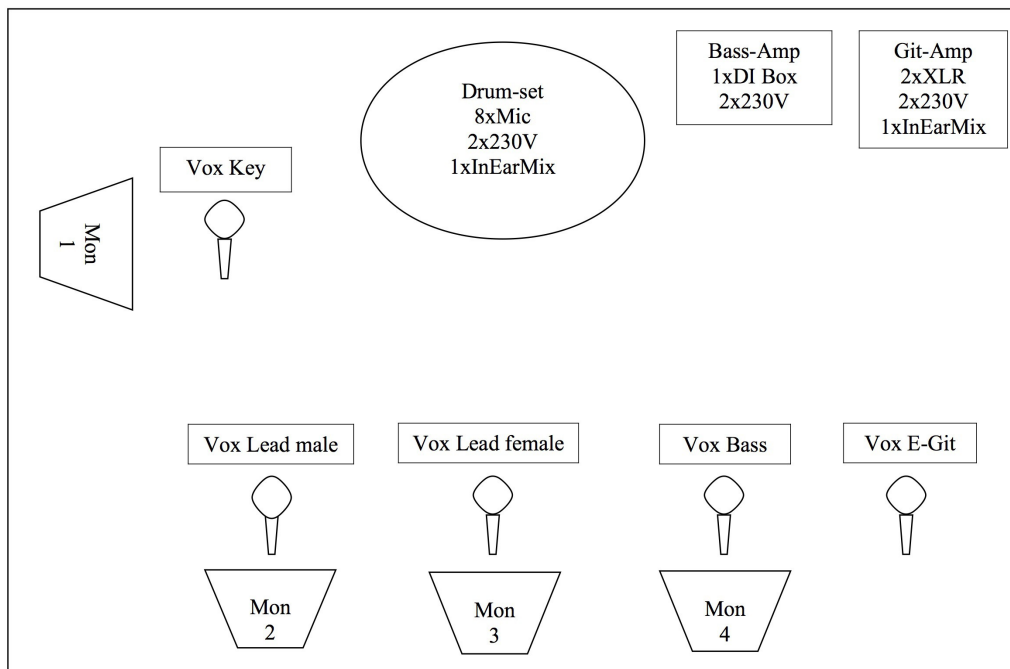 Drum-set
8xMic
2x230V
1xInEarMix
Bass-Amp
1xDI Box
2x230V
Git-Amp
2xXLR
2x230V
1xInEarMix
Vox Key
Mon
1
Vox Lead male
Vox Lead female
Vox Bass
Vox E-Git
Mon
2
Mon
3
Mon
4